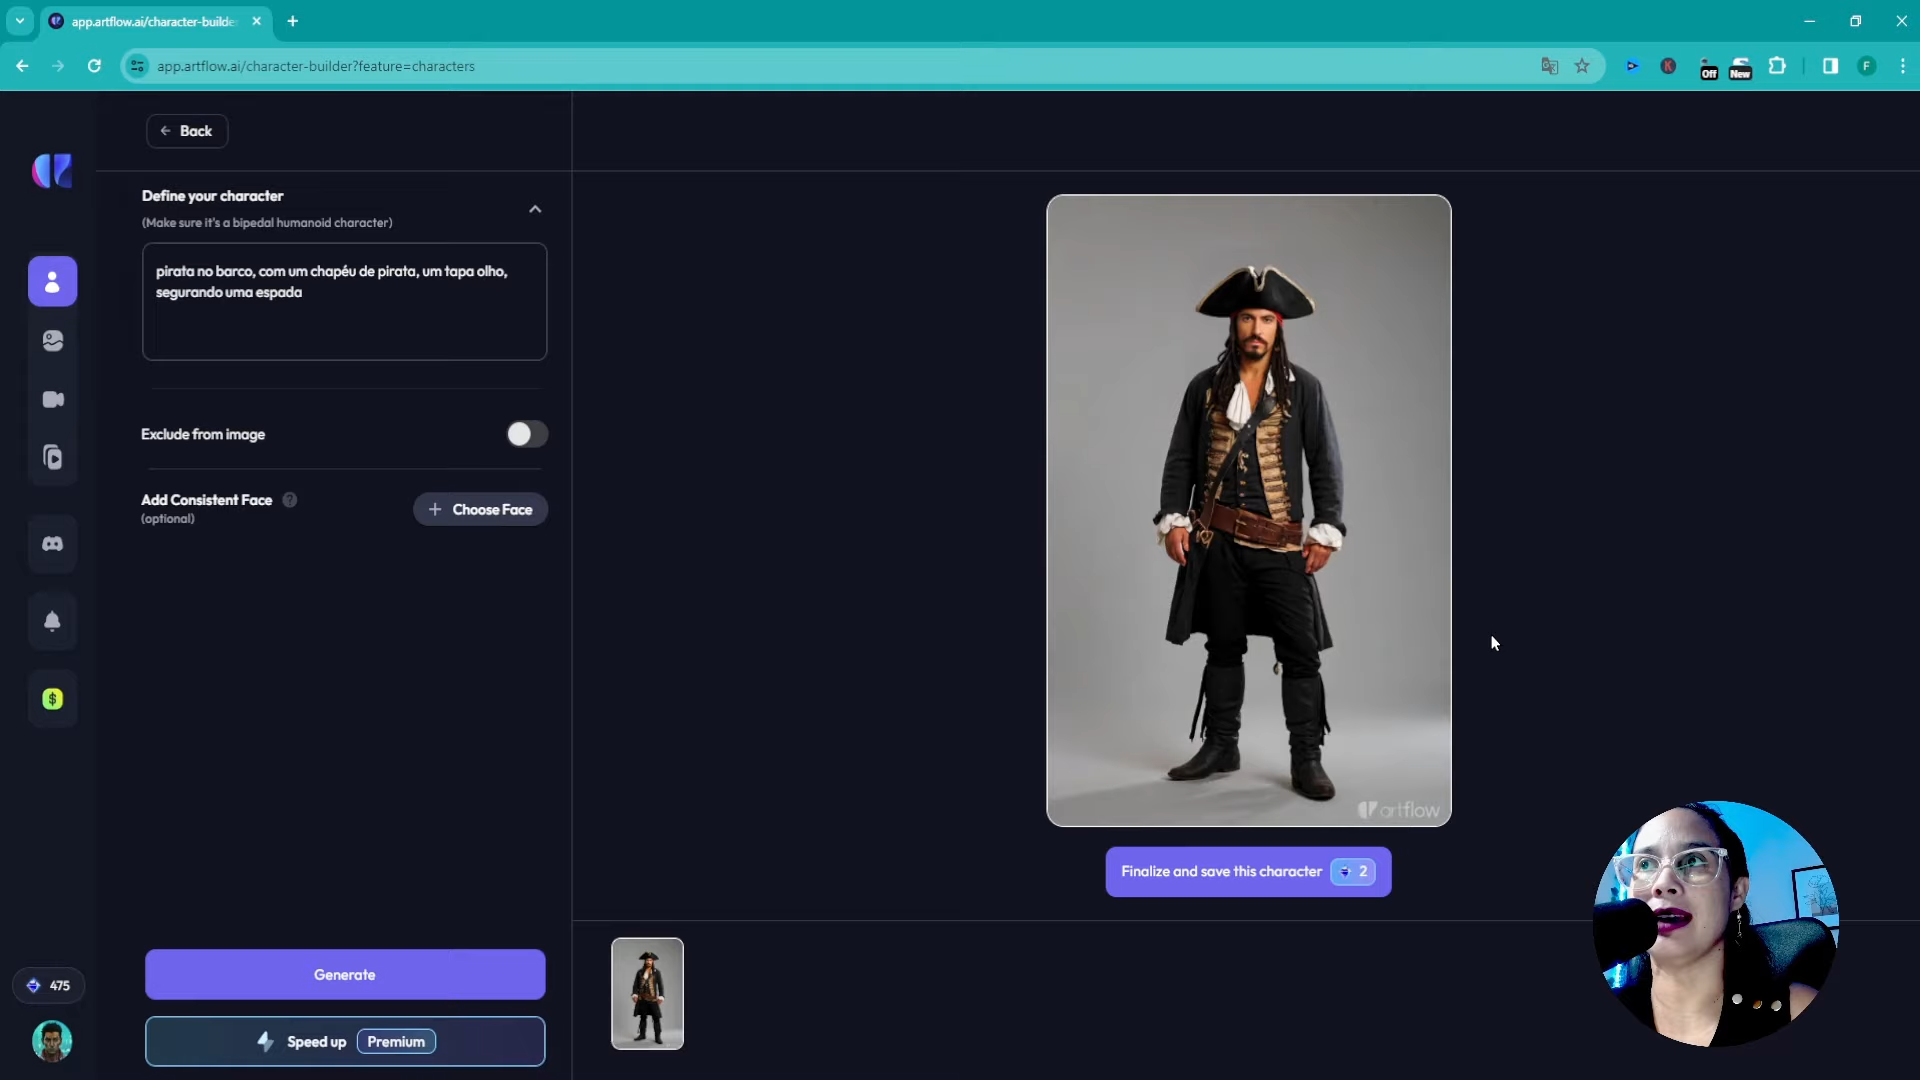 app.artflow.ai/character-builde
app.artflow.ai/character-builder?feature=characters
K
Off
New
F
Back
Define your character
(Make sure it's a bipedal humanoid character)
pirata no barco, com um chapéu de pirata, um tapa olho,
segurando uma espada
Exclude from image
Add Consistent Face ?
(optional)
+ Choose Face
$
artflow
Finalize and save this character 2
Generate
475
Speed up Premium